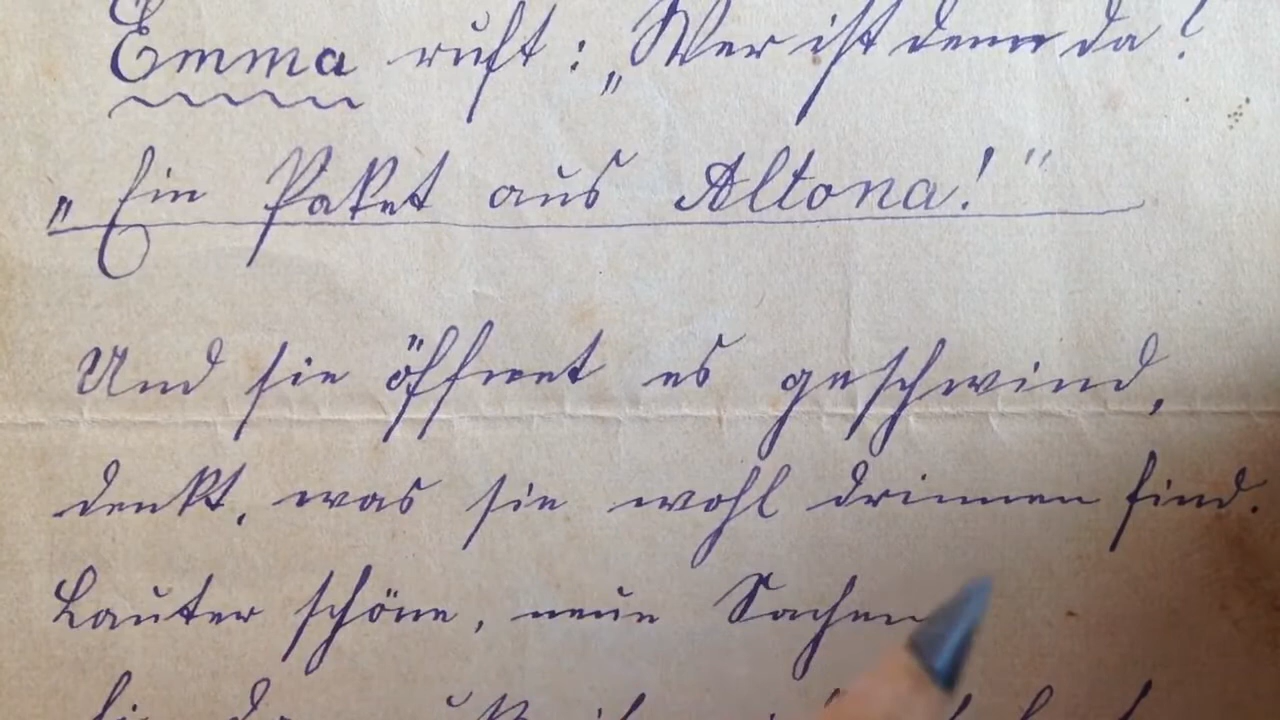 Emma ruft: „Wer ist denn da?
„Ein Paket aus Altona!"
Und sie öffnet es geschwind,
denkt, was sie wohl drinnen find.
Lauter schöne, neue Sachen